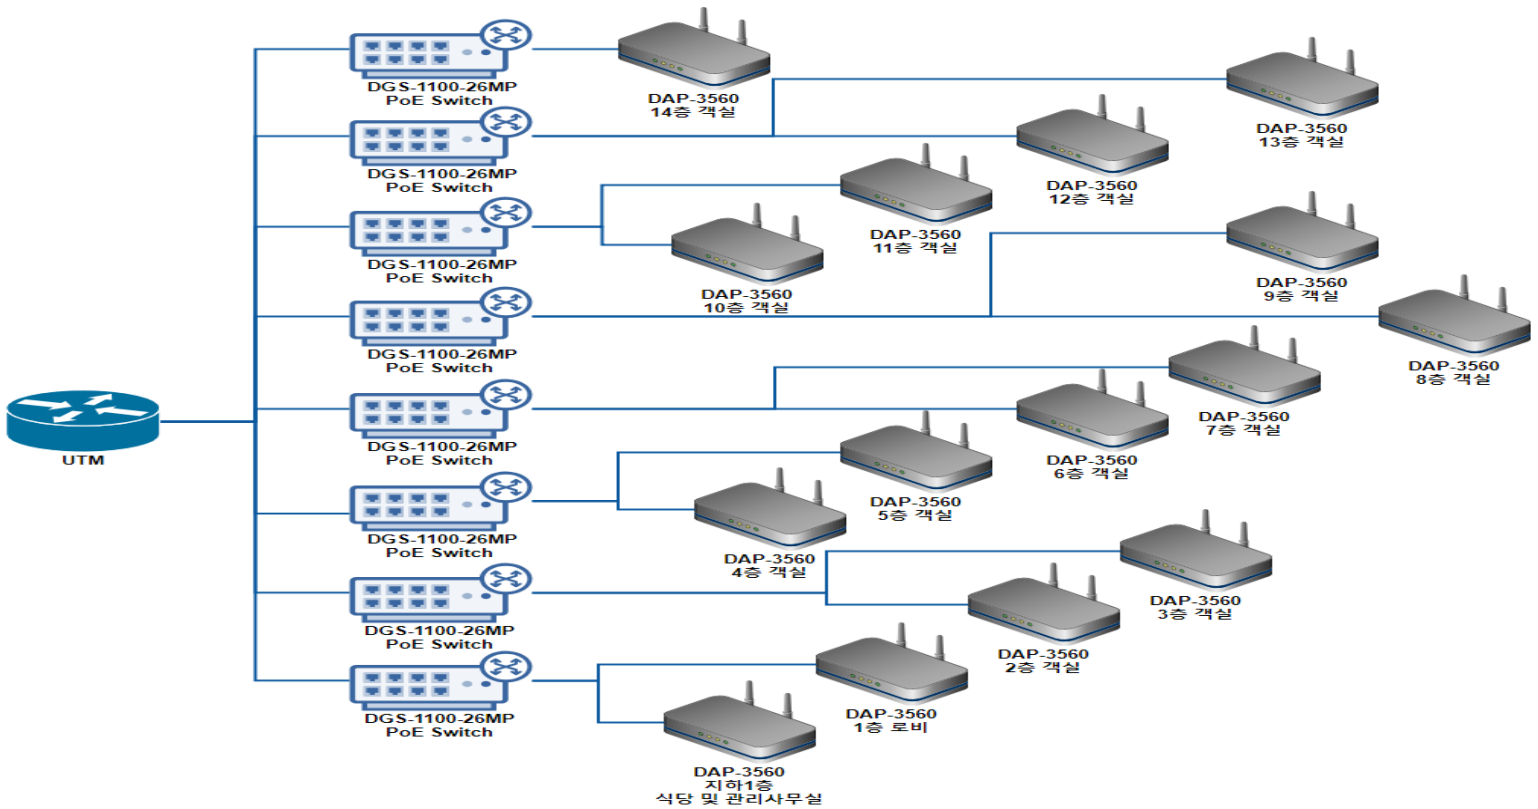 DGS-1100-26MP
PoE Switch
DAP-3560
14층 객실
DAP-3560
13층 객실
DGS-1100-26MP
PoE Switch
DAP-3560
12층 객실
DAP-3560
11층 객실
DGS-1100-26MP
PoE Switch
DAP-3560
10층 객실
DAP-3560
9층 객실
DGS-1100-26MP
PoE Switch
DAP-3560
8층 객실
DAP-3560
7층 객실
DGS-1100-26MP
PoE Switch
DAP-3560
6층 객실
UTM
DAP-3560
5층 객실
DGS-1100-26MP
PoE Switch
DAP-3560
4층 객실
DAP-3560
3층 객실
DGS-1100-26MP
PoE Switch
DAP-3560
2층 객실
DAP-3560
1층 로비
DGS-1100-26MP
PoE Switch
DAP-3560
지하1층
식당 및 관리사무실